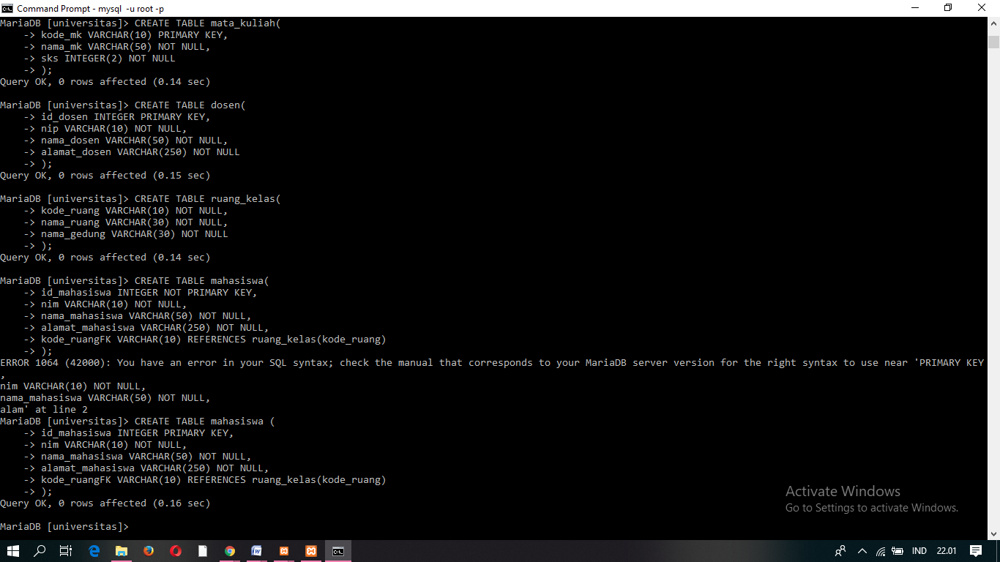 Command Prompt - mysql -u root -p
MariaDB [universitas]> CREATE TABLE mata_kuliah(
    -> kode_mk VARCHAR(10) PRIMARY KEY,
    -> nama_mk VARCHAR(50) NOT NULL,
    -> sks INTEGER(2) NOT NULL
    -> );
Query OK, 0 rows affected (0.14 sec)
MariaDB [universitas]> CREATE TABLE dosen(
    -> id_dosen INTEGER PRIMARY KEY,
    -> nip VARCHAR(10) NOT NULL,
    -> nama_dosen VARCHAR(50) NOT NULL,
    -> alamat_dosen VARCHAR(250) NOT NULL
    -> );
Query OK, 0 rows affected (0.15 sec)
MariaDB [universitas]> CREATE TABLE ruang_kelas(
    -> kode_ruang VARCHAR(10) NOT NULL,
    -> nama_ruang VARCHAR(30) NOT NULL,
    -> nama_gedung VARCHAR(30) NOT NULL
    -> );
Query OK, 0 rows affected (0.14 sec)
MariaDB [universitas]> CREATE TABLE mahasiswa(
    -> id_mahasiswa INTEGER NOT PRIMARY KEY,
    -> nim VARCHAR(10) NOT NULL,
    -> nama_mahasiswa VARCHAR(50) NOT NULL,
    -> alamat_mahasiswa VARCHAR(250) NOT NULL,
    -> kode_ruangFK VARCHAR(10) REFERENCES ruang_kelas(kode_ruang)
    -> );
ERROR 1064 (42000): You have an error in your SQL syntax; check the manual that corresponds to your MariaDB server version for the right syntax to use near 'PRIMARY KEY
,
nim VARCHAR(10) NOT NULL,
nama_mahasiswa VARCHAR(50) NOT NULL,
alam' at line 2
MariaDB [universitas]> CREATE TABLE mahasiswa (
    -> id_mahasiswa INTEGER PRIMARY KEY,
    -> nim VARCHAR(10) NOT NULL,
    -> nama_mahasiswa VARCHAR(50) NOT NULL,
    -> alamat_mahasiswa VARCHAR(250) NOT NULL,
    -> kode_ruangFK VARCHAR(10) REFERENCES ruang_kelas(kode_ruang)
    -> );
Query OK, 0 rows affected (0.16 sec)
MariaDB [universitas]>
Activate Windows
Go to Settings to activate Windows.
IND 22.01